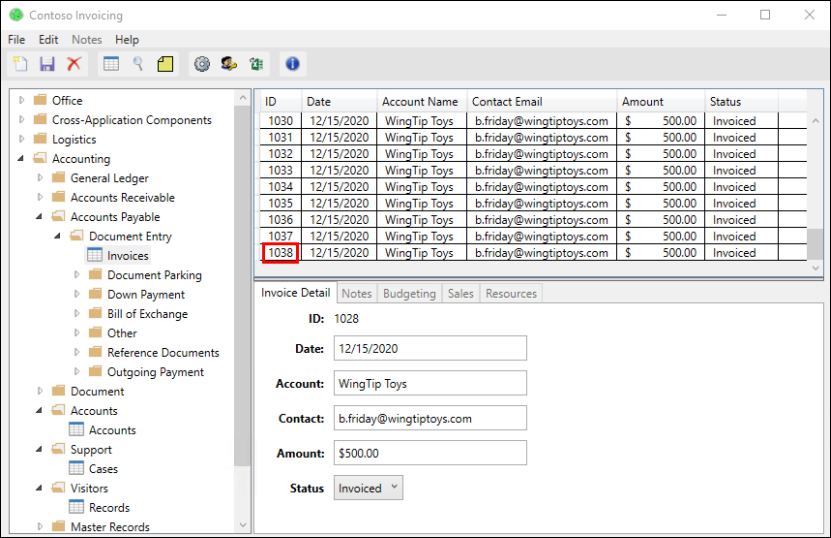 Contoso Invoicing
File Edit Notes Help
Office
Cross-Application Components
Logistics
Accounting
General Ledger
Accounts Receivable
Accounts Payable
Document Entry
Invoices
Document Parking
Down Payment
Bill of Exchange
Other
Reference Documents
Outgoing Payment
Document
Accounts
Accounts
Support
Cases
Visitors
Records
Master Records
ID Date Account Name Contact Email Amount Status
1030 12/15/2020 WingTip Toys b.friday@wingtiptoys.com $ 500.00 Invoiced
1031 12/15/2020 WingTip Toys b.friday@wingtiptoys.com $ 500.00 Invoiced
1032 12/15/2020 WingTip Toys b.friday@wingtiptoys.com $ 500.00 Invoiced
1033 12/15/2020 WingTip Toys b.friday@wingtiptoys.com $ 500.00 Invoiced
1034 12/15/2020 WingTip Toys b.friday@wingtiptoys.com $ 500.00 Invoiced
1035 12/15/2020 WingTip Toys b.friday@wingtiptoys.com $ 500.00 Invoiced
1036 12/15/2020 WingTip Toys b.friday@wingtiptoys.com $ 500.00 Invoiced
1037 12/15/2020 WingTip Toys b.friday@wingtiptoys.com $ 500.00 Invoiced
1038 12/15/2020 WingTip Toys b.friday@wingtiptoys.com $ 500.00 Invoiced
Invoice Detail Notes Budgeting Sales Resources
ID: 1028
Date: 12/15/2020
Account: WingTip Toys
Contact: b.friday@wingtiptoys.com
Amount: $500.00
Status Invoiced